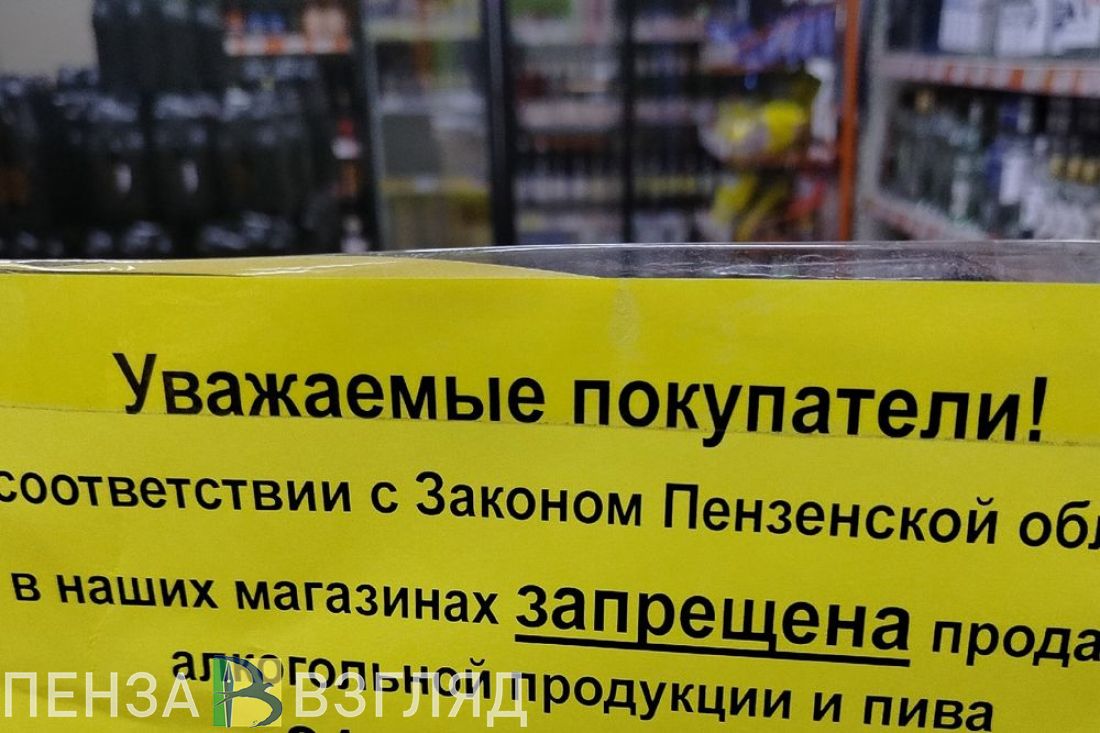 Уважаемые покупатели!
соответствии с Законом Пензенской обл
в наших магазинах запрещена прода
алкогольной продукции и пива
ПЕНЗА ВЗГЛЯД